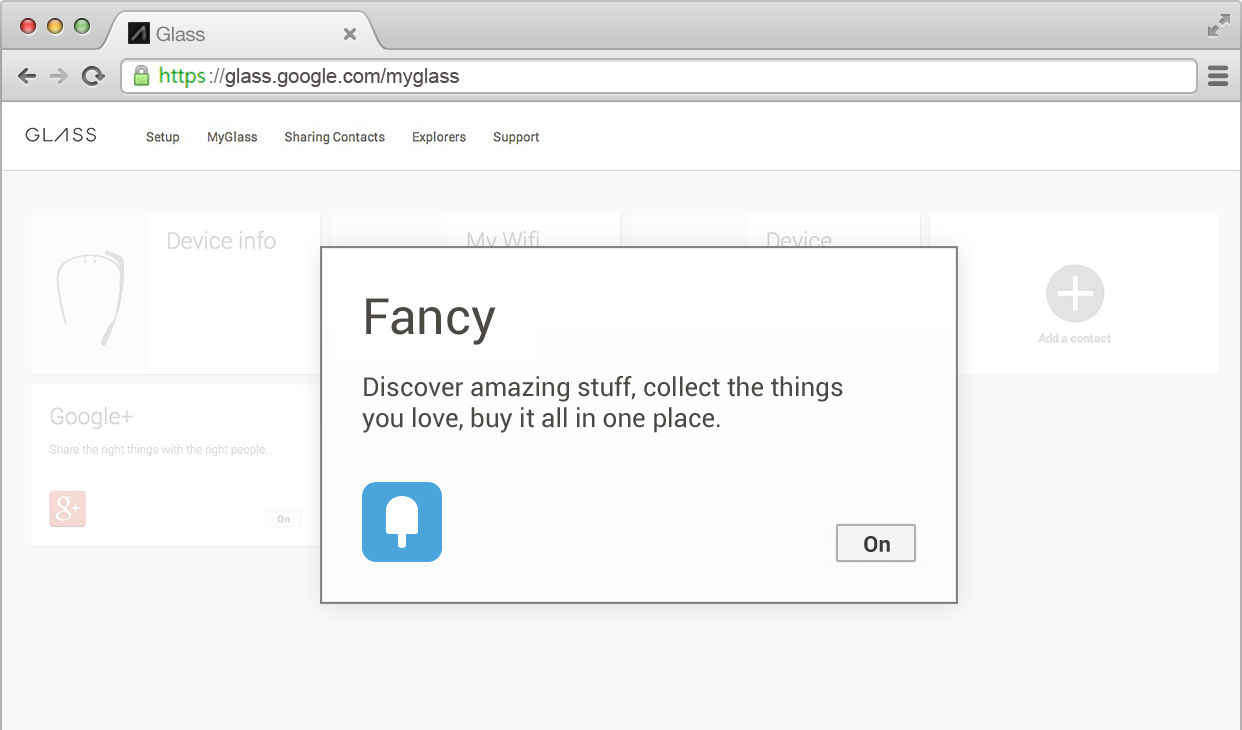 Glass
https://glass.google.com/myglass
GLASS
Setup MyGlass Sharing Contacts Explorers Support
Device info
My Wifi
Device
Add a contact
Google+
Share the right things with the right people.
g+
On
Fancy
Discover amazing stuff, collect the things
you love, buy it all in one place.
On